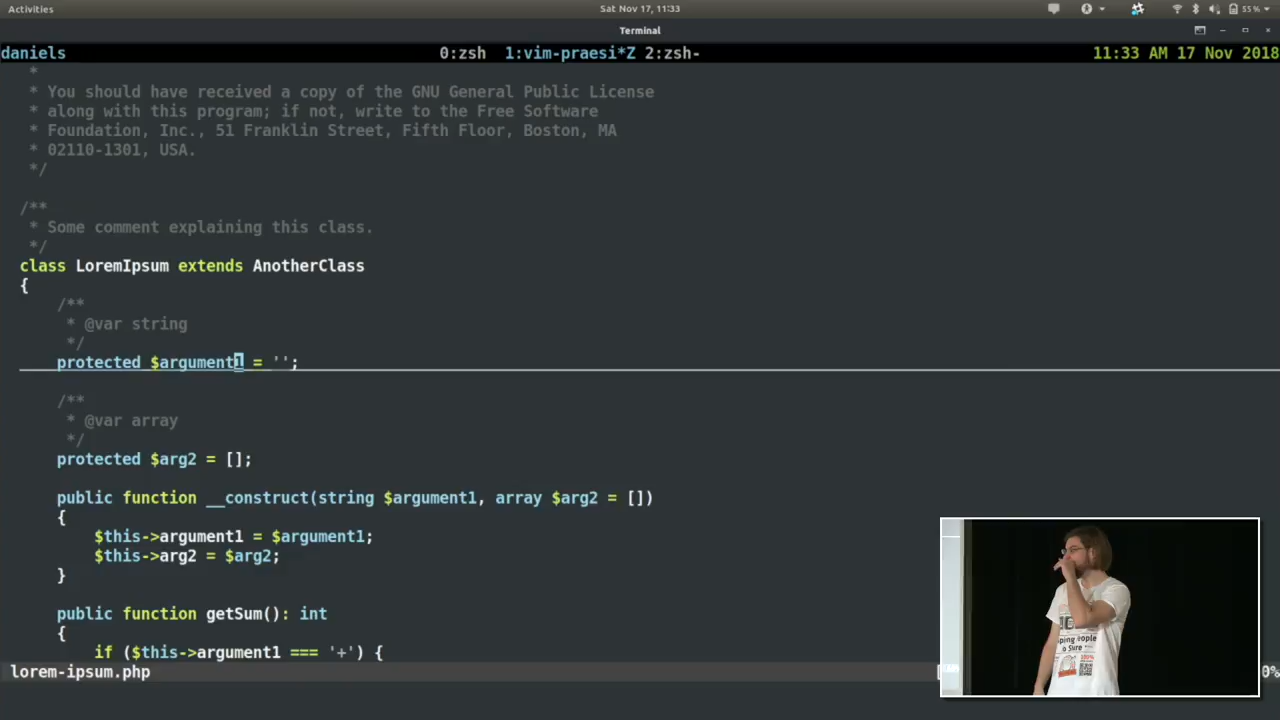 Activities
Sat Nov 17, 11:33
55 %
Terminal
daniels 0:zsh 1:vim-praesi*Z 2:zsh- 11:33 AM 17 Nov 2018
*
* You should have received a copy of the GNU General Public License
* along with this program; if not, write to the Free Software
* Foundation, Inc., 51 Franklin Street, Fifth Floor, Boston, MA
* 02110-1301, USA.
*/
/**
* Some comment explaining this class.
*/
class LoremIpsum extends AnotherClass
{
/**
* @var string
*/
protected $argument1 = '';
/**
* @var array
*/
protected $arg2 = [];
public function __construct(string $argument1, array $arg2 = [])
{
$this->argument1 = $argument1;
$this->arg2 = $arg2;
}
public function getSum(): int
{
if ($this->argument1 === '+') {
lorem-ipsum.php
0%